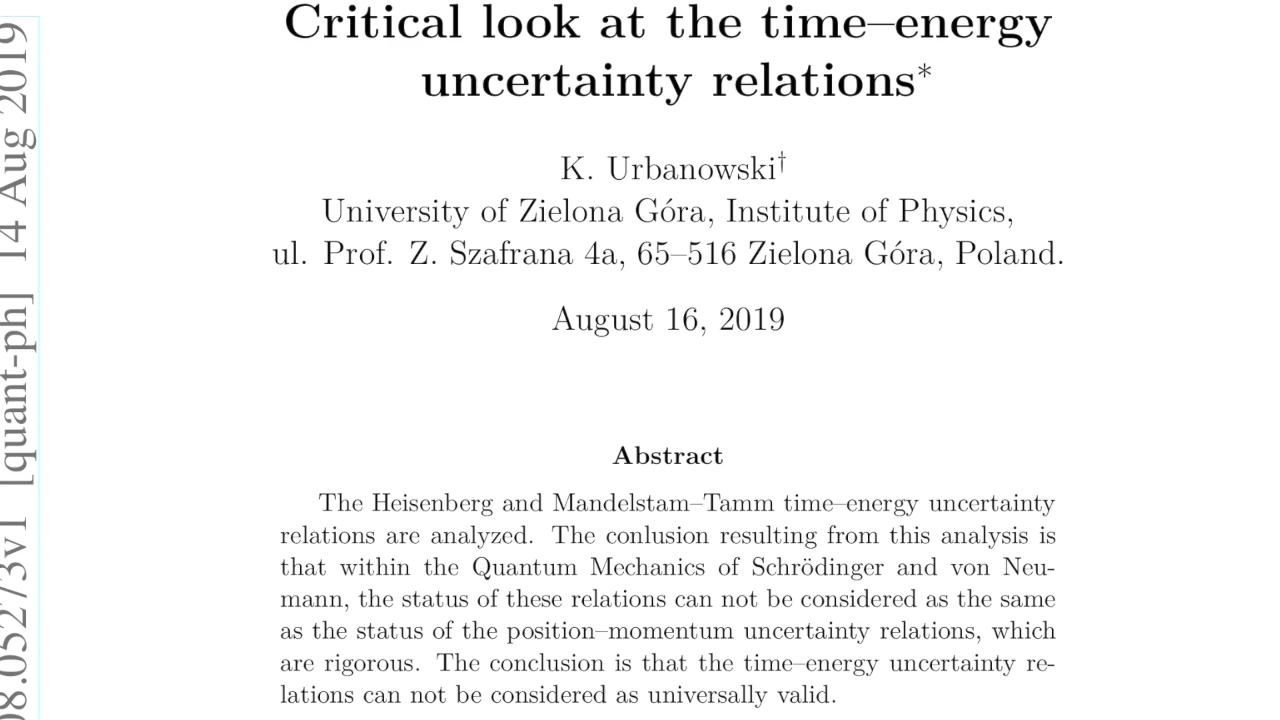 Critical look at the time–energy
uncertainty relations*
K. Urbanowski†
University of Zielona Góra, Institute of Physics,
ul. Prof. Z. Szafrana 4a, 65–516 Zielona Góra, Poland.
August 16, 2019
Abstract
The Heisenberg and Mandelstam–Tamm time–energy uncertainty
relations are analyzed. The conlusion resulting from this analysis is
that within the Quantum Mechanics of Schrödinger and von Neu-
mann, the status of these relations can not be considered as the same
as the status of the position–momentum uncertainty relations, which
are rigorous. The conclusion is that the time–energy uncertainty re-
lations can not be considered as universally valid.
[quant-ph] 14 Aug 2019